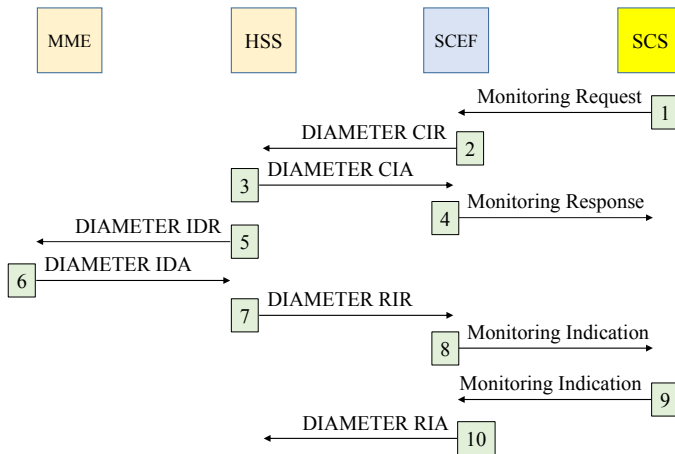 MME
HSS
SCEF
SCS
Monitoring Request
1
DIAMETER CIR
2
3
DIAMETER CIA
4
Monitoring Response
DIAMETER IDR
5
6
DIAMETER IDA
7
DIAMETER RIR
8
Monitoring Indication
Monitoring Indication
9
DIAMETER RIA
10